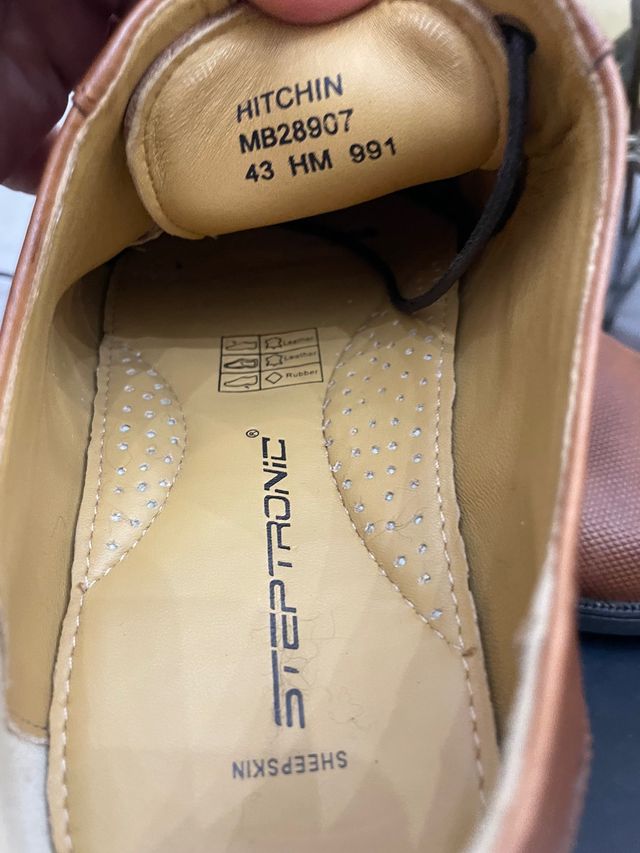 HITCHIN
MB28907
43 HM 991
Leather
Leather
Rubber
STEPTRONIC®
SHEEPSKIN